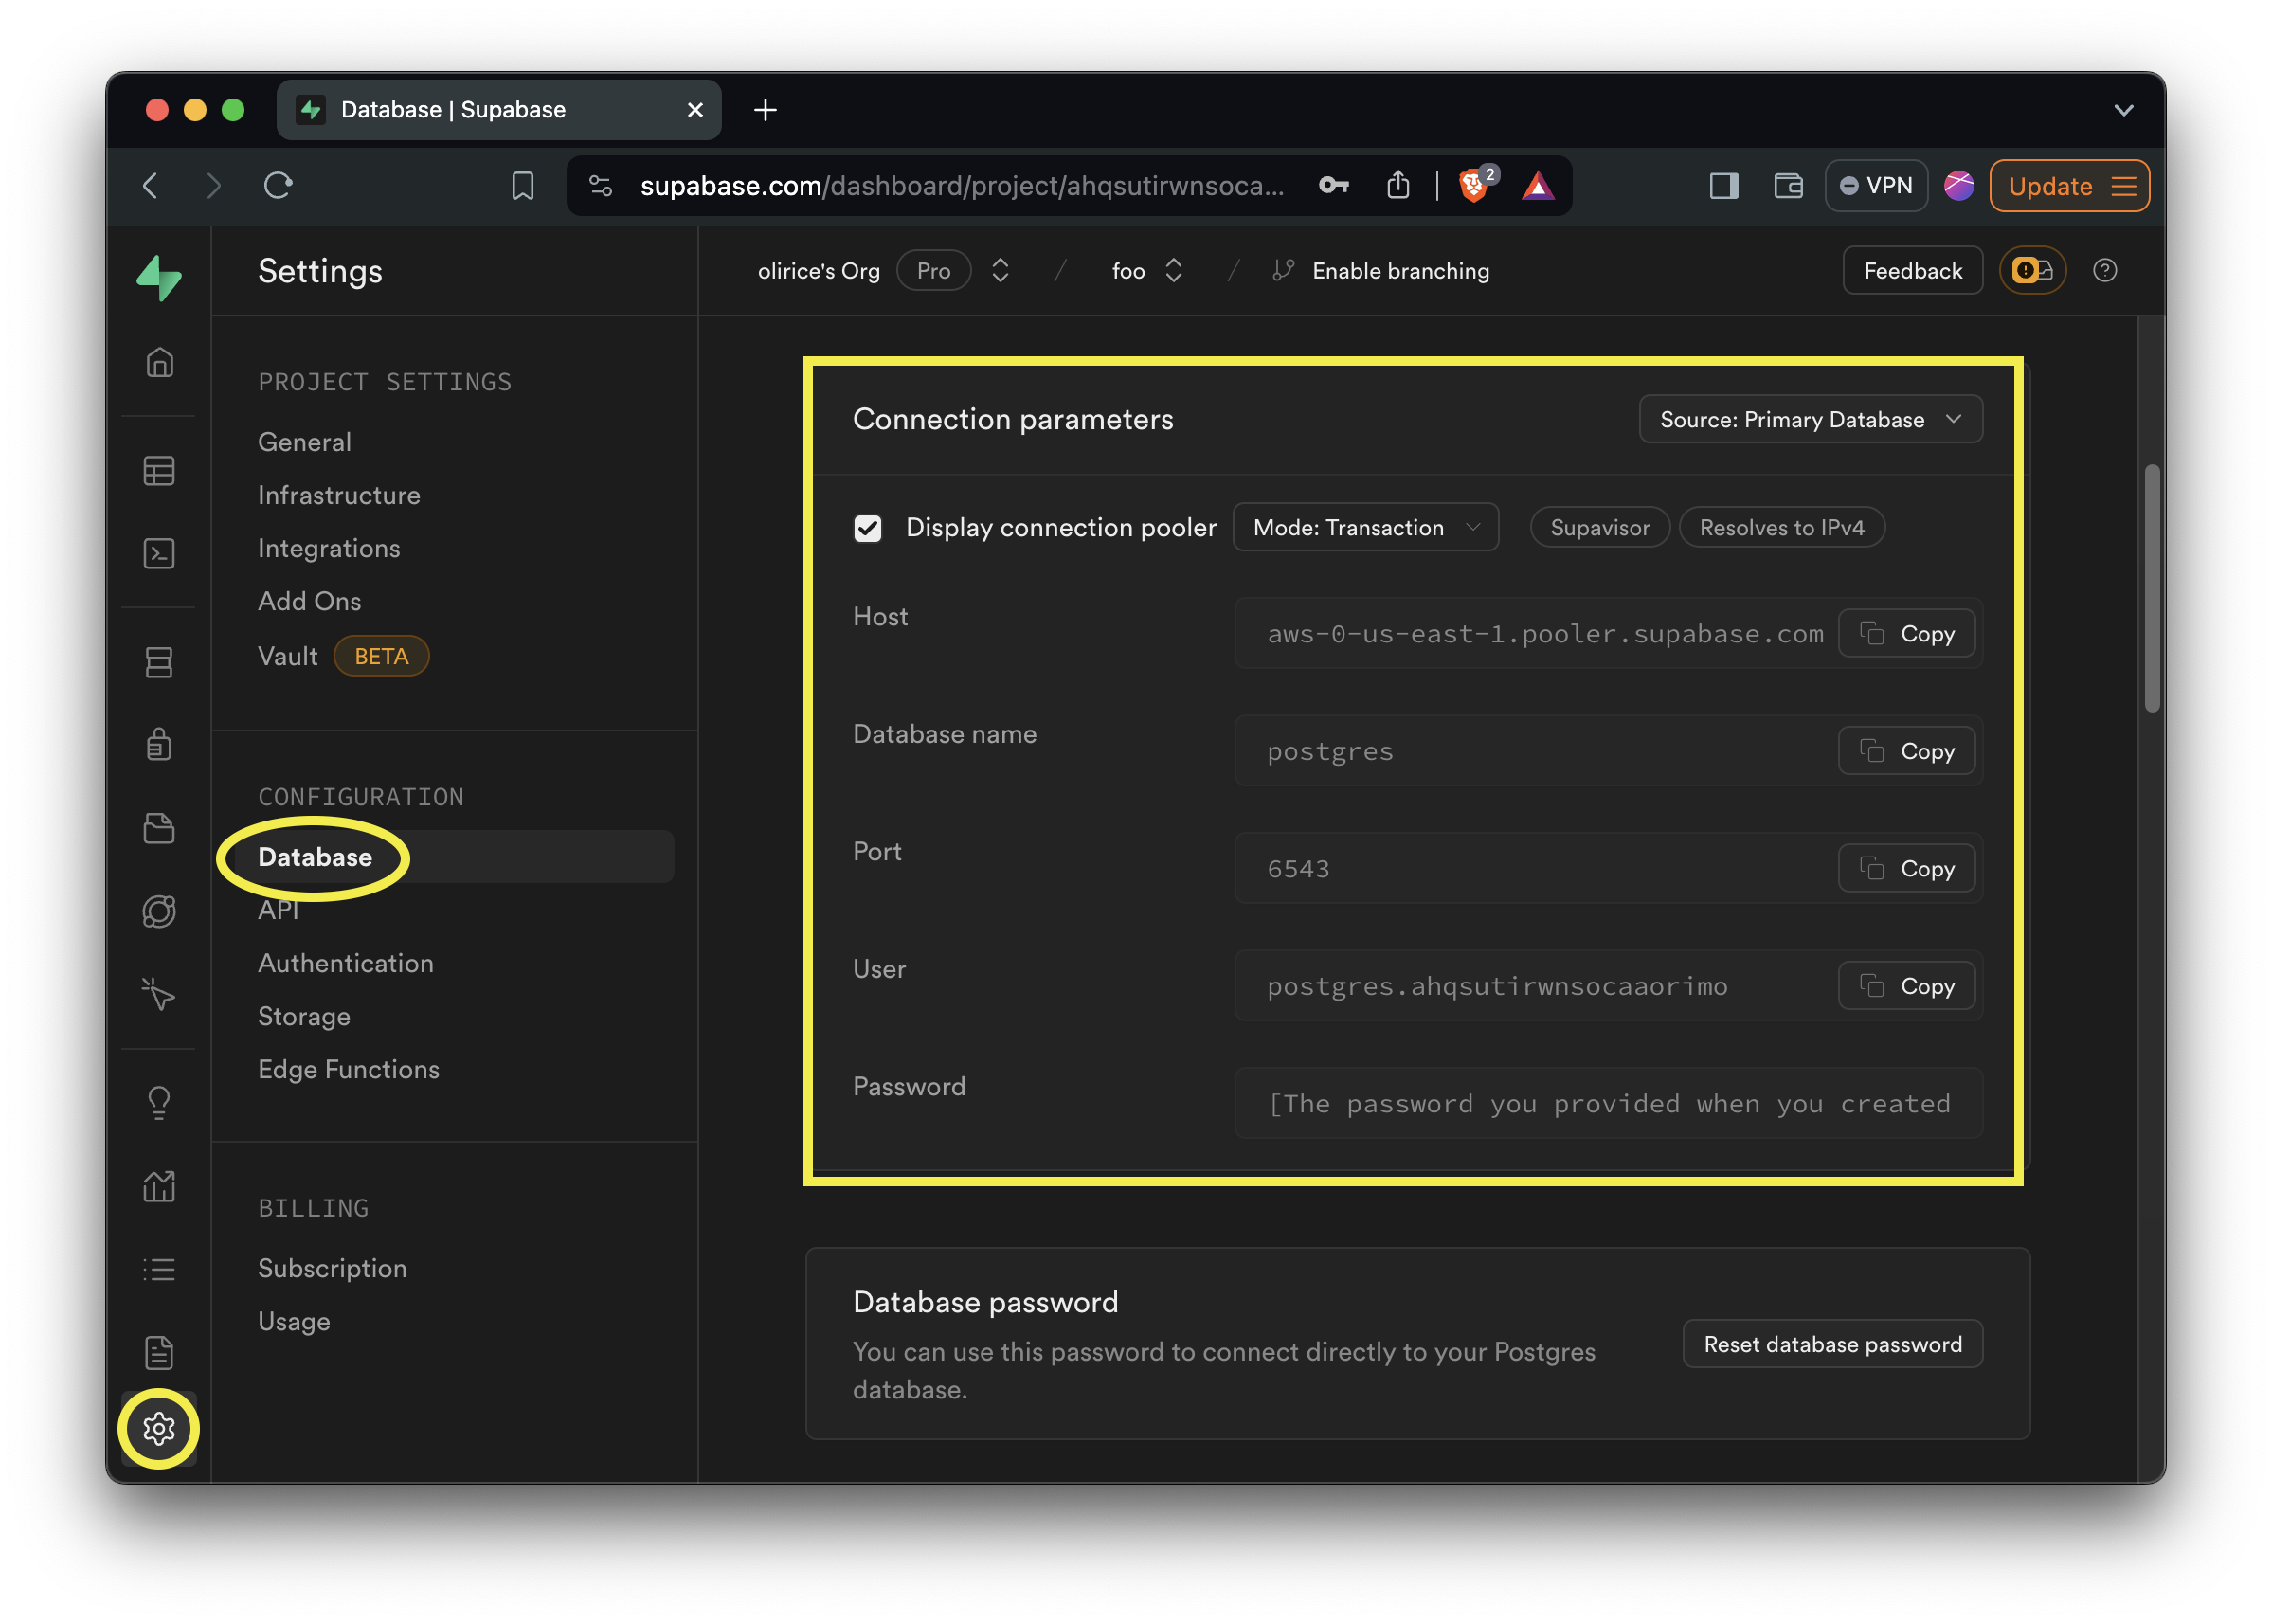 Database | Supabase
supabase.com/dashboard/project/ahqsutirwnsoca...
2
VPN
Update
Settings
olirice's Org Pro / foo / Enable branching
Feedback
PROJECT SETTINGS
General
Infrastructure
Integrations
Add Ons
Vault BETA
CONFIGURATION
Database
API
Authentication
Storage
Edge Functions
BILLING
Subscription
Usage
Connection parameters
Source: Primary Database
Display connection pooler Mode: Transaction Supavisor Resolves to IPv4
Host
aws-0-us-east-1.pooler.supabase.com Copy
Database name
postgres Copy
Port
6543 Copy
User
postgres.ahqsutirwnsocaaorimo Copy
Password
[The password you provided when you created
Database password
You can use this password to connect directly to your Postgres
database.
Reset database password